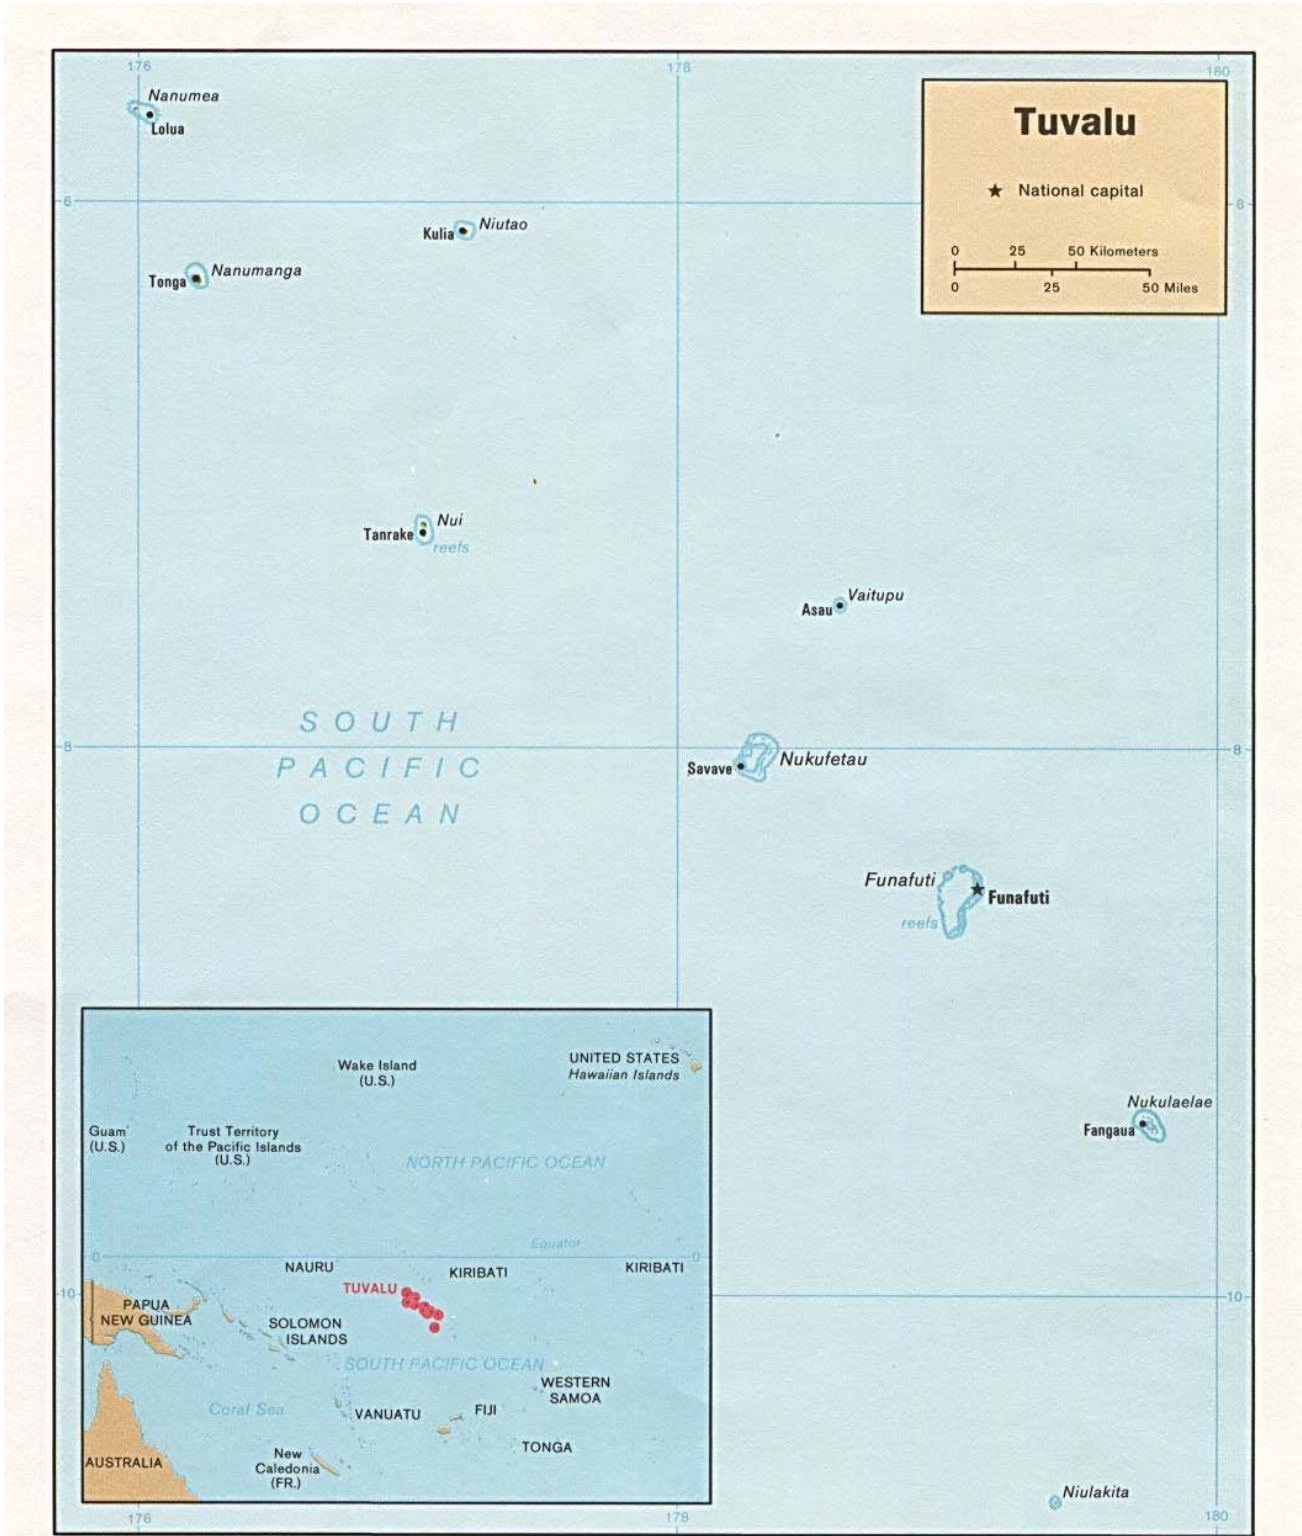 176
178
180
Nanumea
Lolua
Tuvalu
★ National capital
0 25 50 Kilometers
0 25 50 Miles
6
8
Kulia
Niutao
Tonga
Nanumanga
Tanrake
Nui
reefs
Asau
Vaitupu
SOUTH
PACIFIC
OCEAN
8
8
Savave
Nukufetau
Funafuti
Funafuti
reefs
Nukulaelae
Fangaua
Wake Island
(U.S.)
UNITED STATES
Hawaiian Islands
Guam
(U.S.)
Trust Territory
of the Pacific Islands
(U.S.)
NORTH PACIFIC OCEAN
Equator
0
0
NAURU
KIRIBATI
KIRIBATI
TUVALU
10
10
PAPUA
NEW GUINEA
SOLOMON
ISLANDS
SOUTH PACIFIC OCEAN
WESTERN
SAMOA
Coral Sea
VANUATU
FIJI
TONGA
AUSTRALIA
New
Caledonia
(FR.)
Niulakita
176
178
180